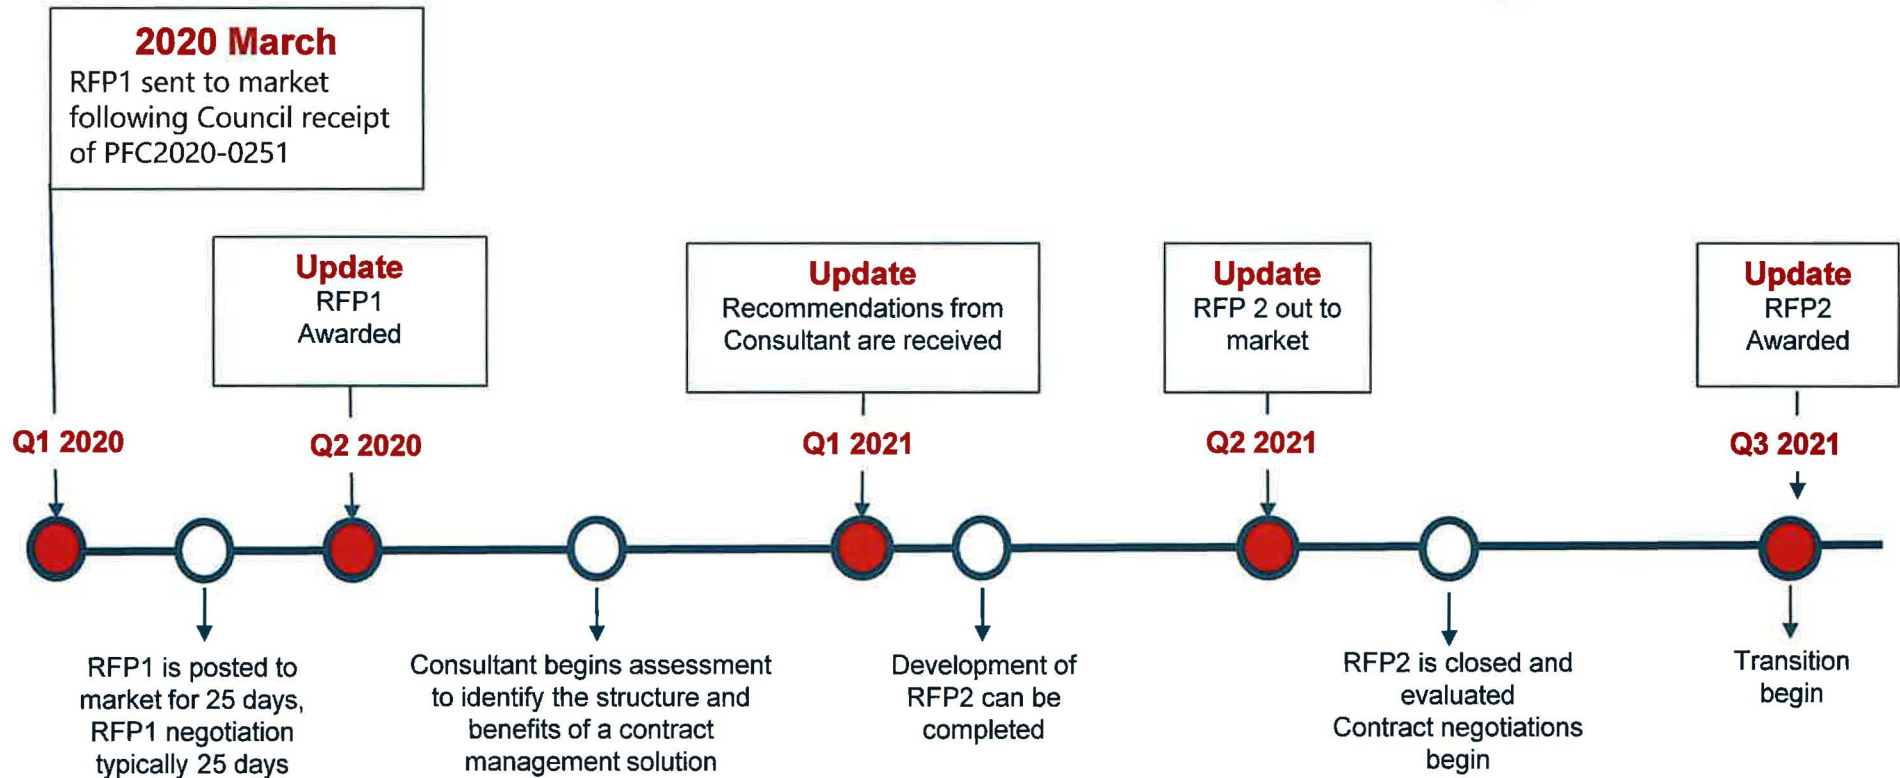 2020 March
RFP1 sent to market
following Council receipt
of PFC2020-0251
Update
RFP1
Awarded
Update
Recommendations from
Consultant are received
Update
RFP 2 out to
market
Update
RFP2
Awarded
Q1 2020
Q2 2020
Q1 2021
Q2 2021
Q3 2021
RFP1 is posted to
market for 25 days,
RFP1 negotiation
typically 25 days
Consultant begins assessment
to identify the structure and
benefits of a contract
management solution
Development of
RFP2 can be
completed
RFP2 is closed and
evaluated
Contract negotiations
begin
Transition
begin